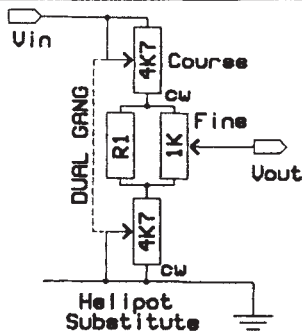 Vin
4K7
Course
cw
Fine
DUAL GANG
R1
1K
Vout
4K7
cw
Helipot
Substitute